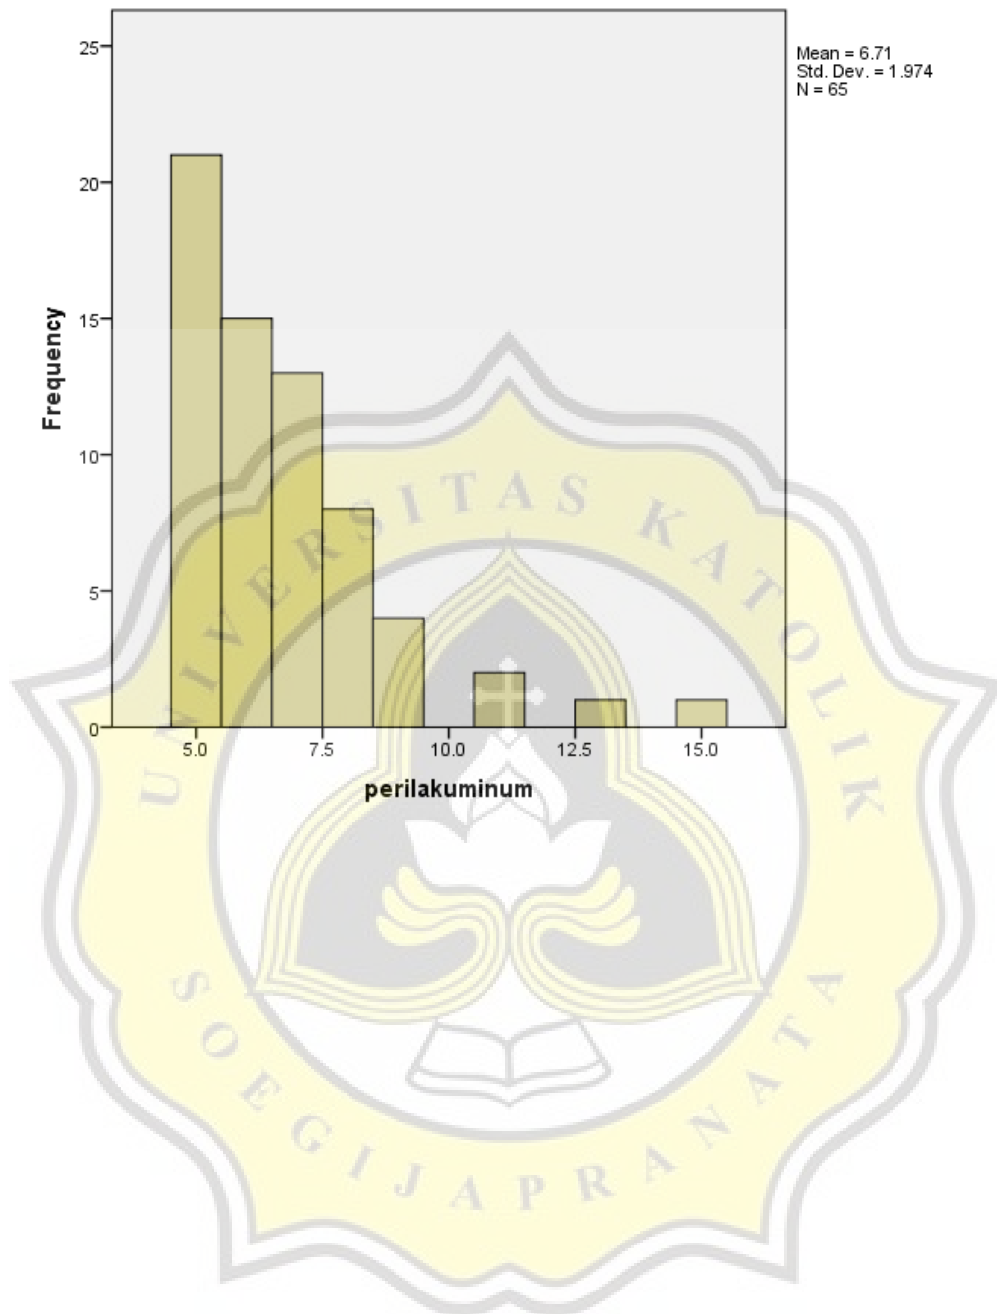 25
Mean = 6.71
Std. Dev. = 1.974
N = 65
20
15
Frequency
10
5
0
5.0 7.5 10.0 12.5 15.0
perilakuminum
UNIVERSITAS KATOLIK
SOEGIJAPRANATA